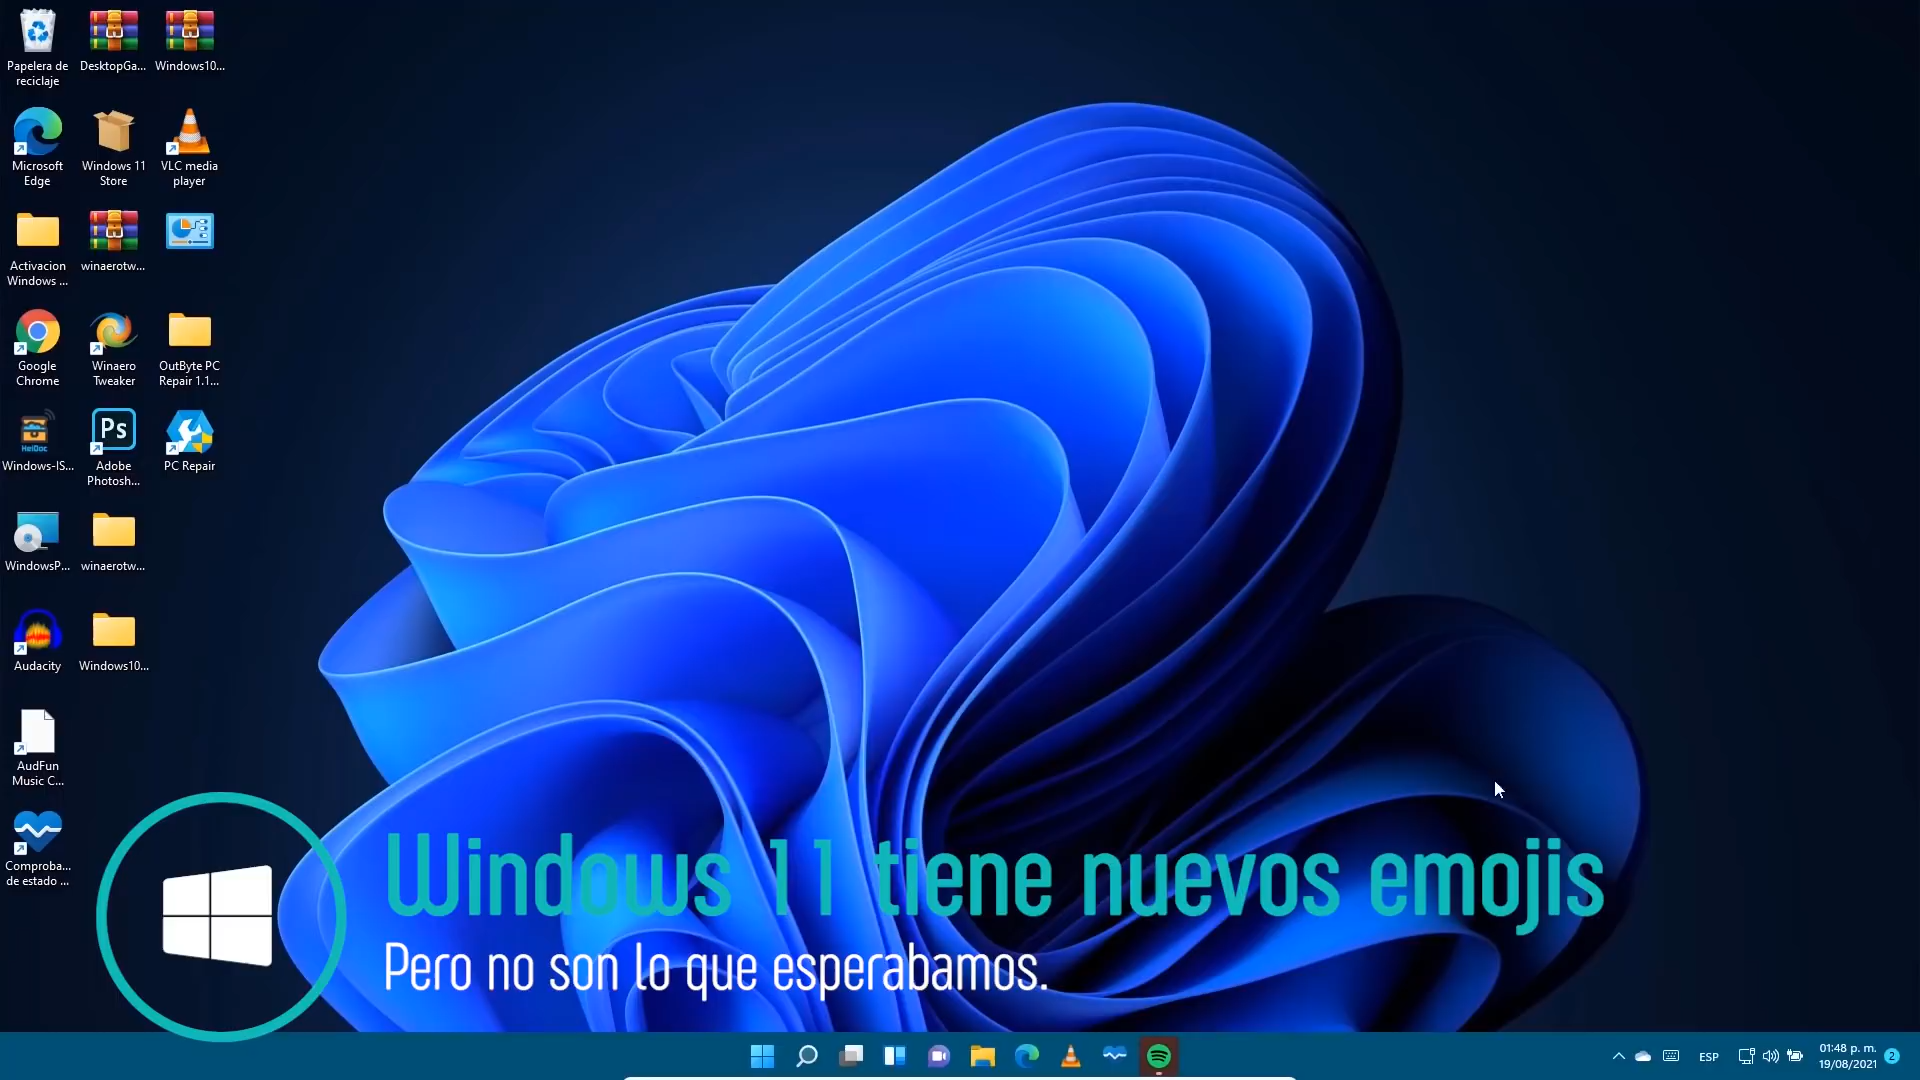 Papelera de
reciclaje
DesktopGa...
Windows10...
Microsoft
Edge
Windows 11
Store
VLC media
player
Activacion
Windows ...
winaerotw...
Google
Chrome
Winaero
Tweaker
OutByte PC
Repair 1.1...
HeiDoc
Windows-IS...
Ps
Adobe
Photosh...
PC Repair
WindowsP...
winaerotw...
Audacity
Windows10...
AudFun
Music C...
Comproba...
de estado ...
Windows 11 tiene nuevos emojis
Pero no son lo que esperabamos.
ESP
01:48 p. m.
19/08/2021
2